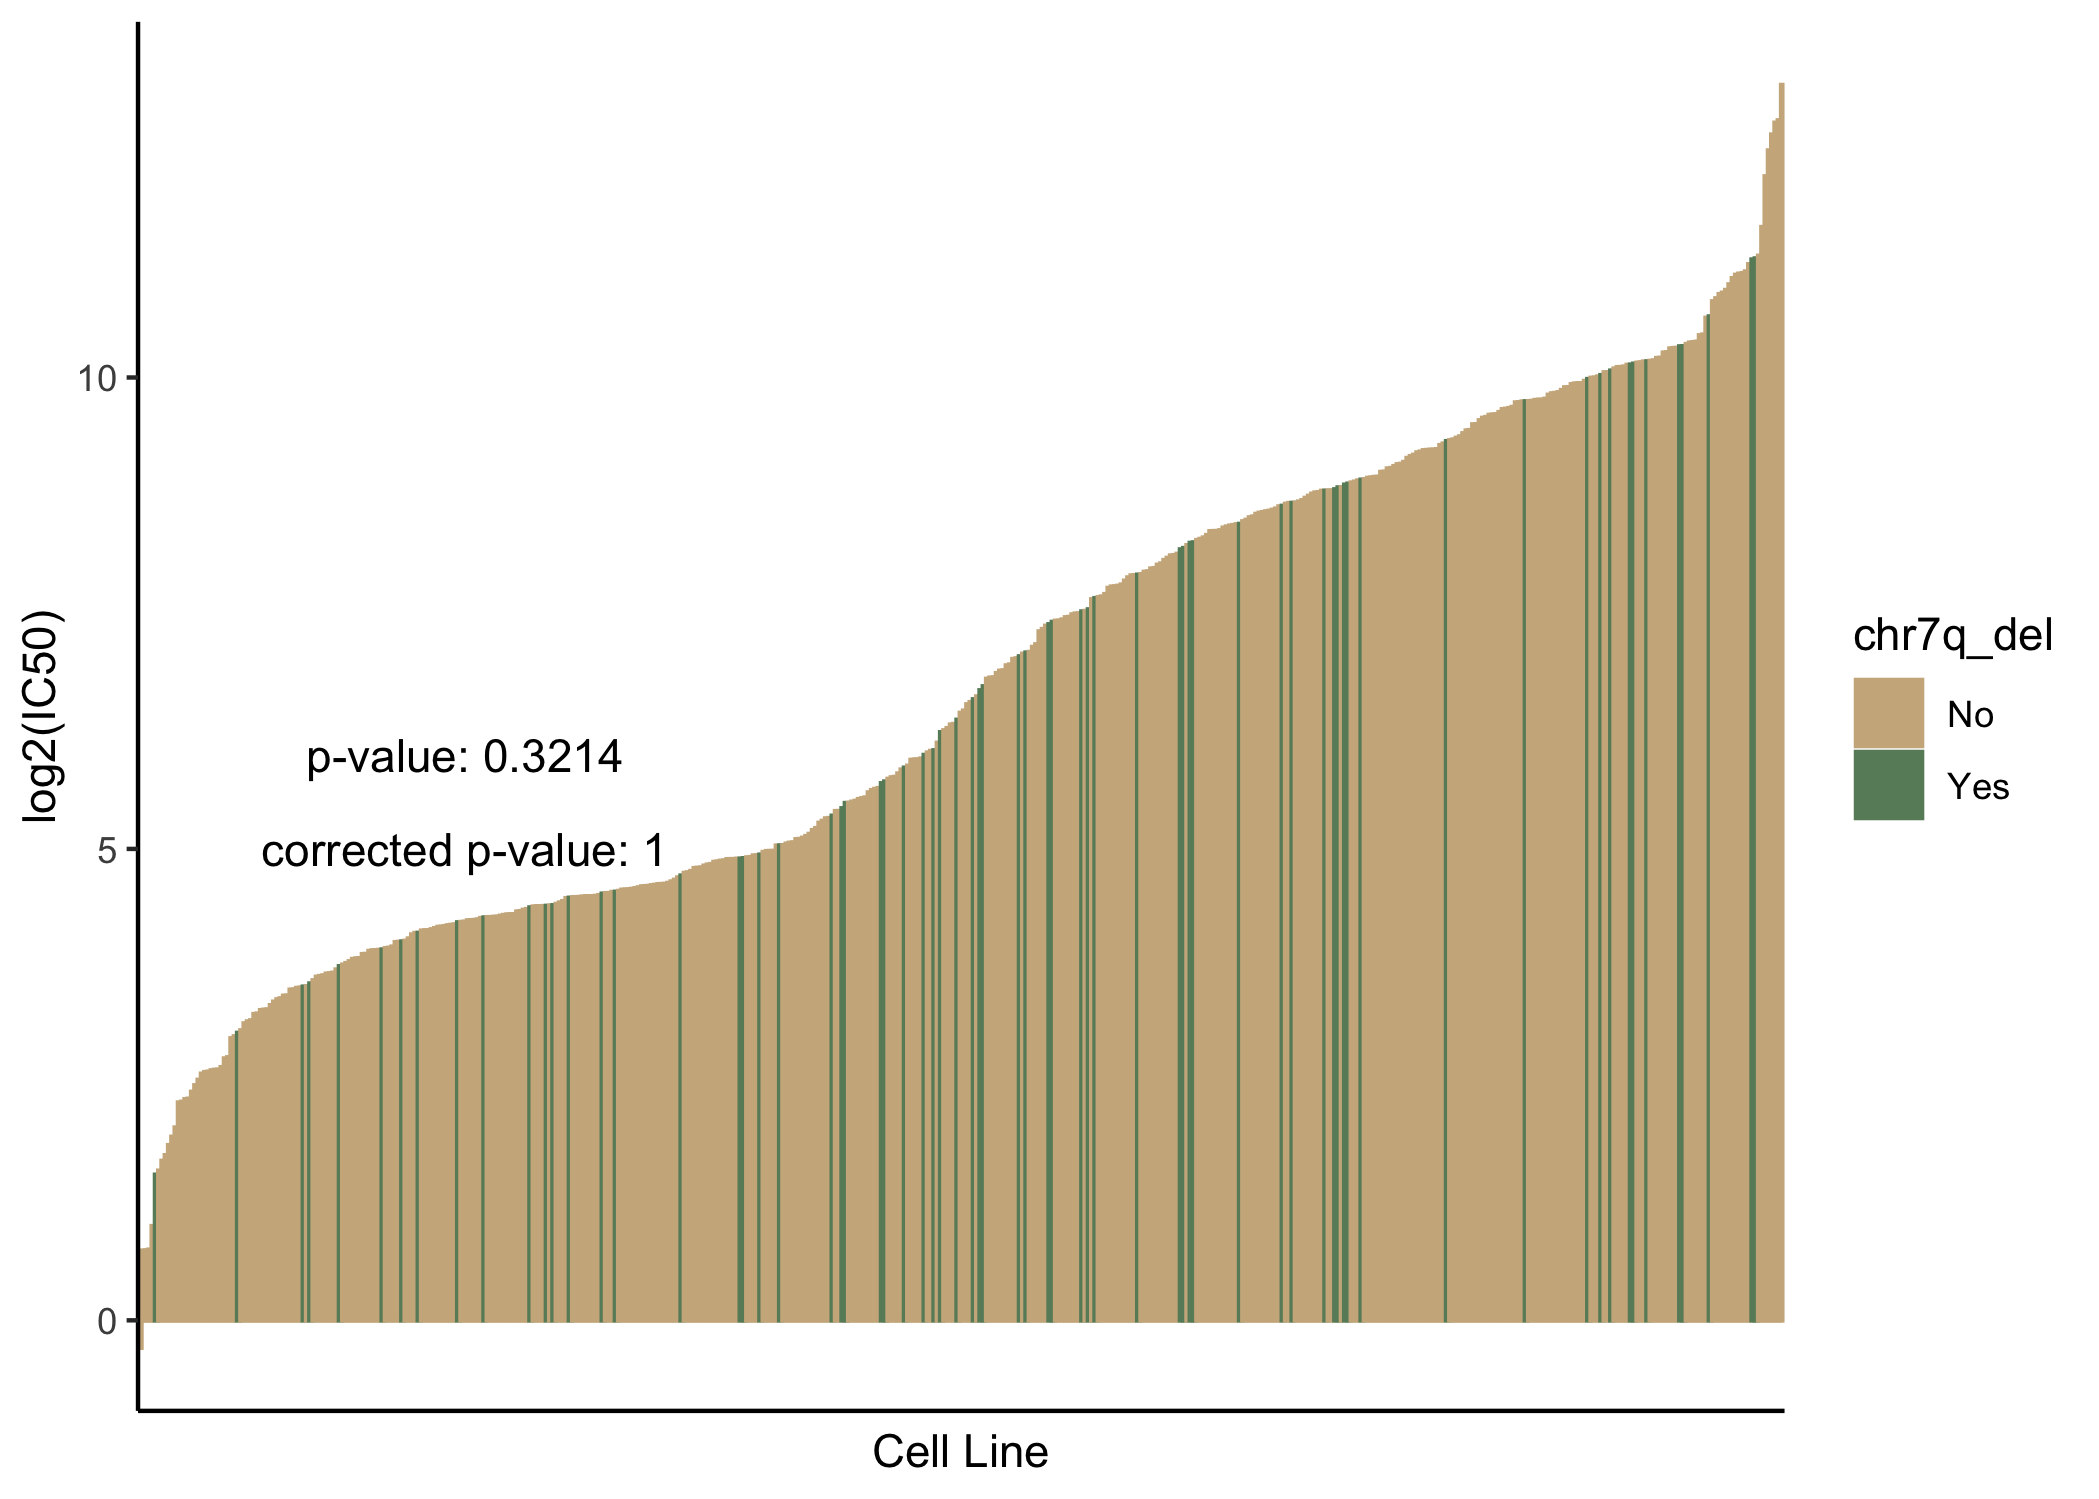 10
5
0
log2(IC50)
p-value: 0.3214
corrected p-value: 1
Cell Line
chr7q_del
No
Yes